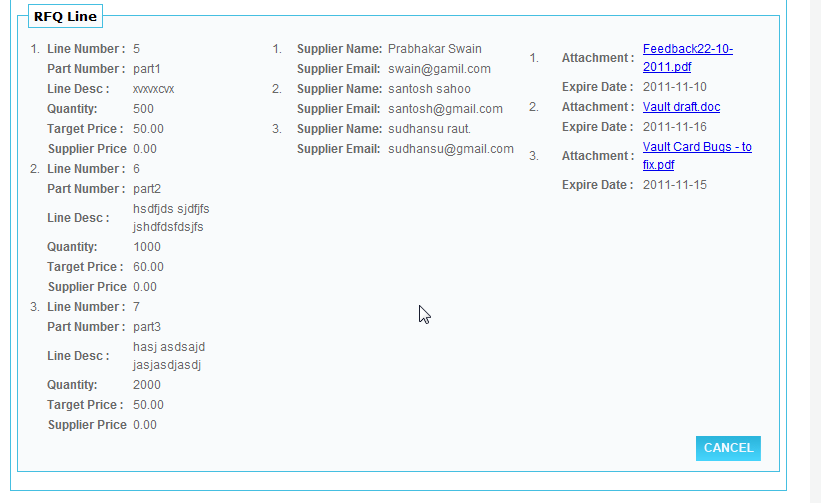 RFQ Line
1. Line Number : 5
Part Number : part1
Line Desc : xvxvxcvx
Quantity: 500
Target Price : 50.00
Supplier Price 0.00
2. Line Number : 6
Part Number : part2
Line Desc : hsdfjds sjdfjfs
jshdfdsfdsjfs
Quantity: 1000
Target Price : 60.00
Supplier Price 0.00
3. Line Number : 7
Part Number : part3
Line Desc : hasj asdsajd
jasjasdjasdj
Quantity: 2000
Target Price : 50.00
Supplier Price 0.00
1. Supplier Name: Prabhakar Swain
Supplier Email: swain@gamil.com
2. Supplier Name: santosh sahoo
Supplier Email: santosh@gmail.com
3. Supplier Name: sudhansu raut.
Supplier Email: sudhansu@gmail.com
1. Attachment : Feedback22-10-
2011.pdf
Expire Date : 2011-11-10
2. Attachment : Vault draft.doc
Expire Date : 2011-11-16
3. Attachment : Vault Card Bugs - to
fix.pdf
Expire Date : 2011-11-15
CANCEL